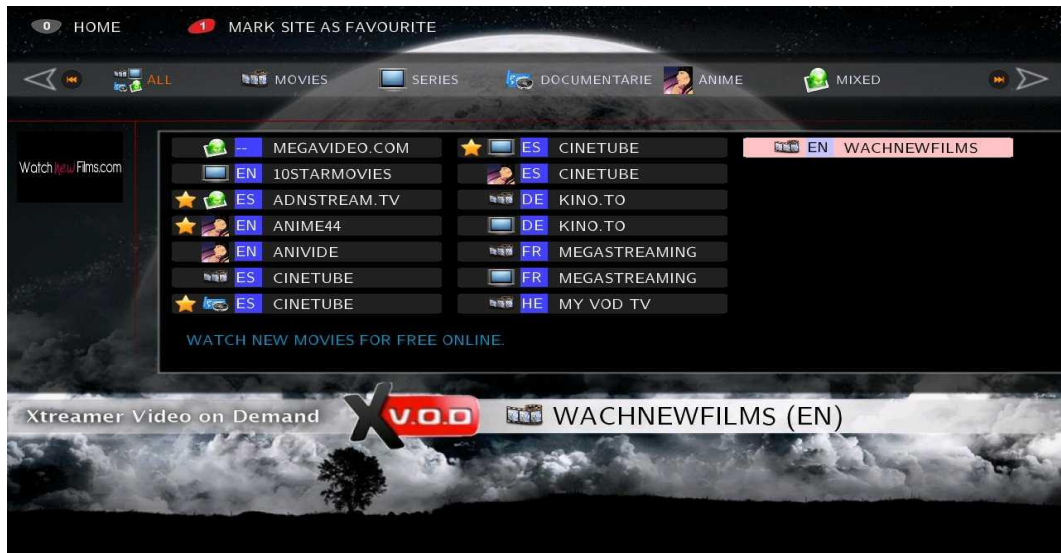 0 HOME 1 MARK SITE AS FAVOURITE
ALL MOVIES SERIES DOCUMENTARIE ANIME MIXED
Watch New Films.com
-- MEGAVIDEO.COM
EN 10STARMOVIES
ES ADNSTREAM.TV
EN ANIME44
EN ANIVIDE
ES CINETUBE
ES CINETUBE
ES CINETUBE
ES CINETUBE
DE KINO.TO
DE KINO.TO
FR MEGASTREAMING
FR MEGASTREAMING
HE MY VOD TV
EN WACHNEWFILMS
WATCH NEW MOVIES FOR FREE ONLINE.
Xtreamer Video on Demand XV.O.D WACHNEWFILMS (EN)